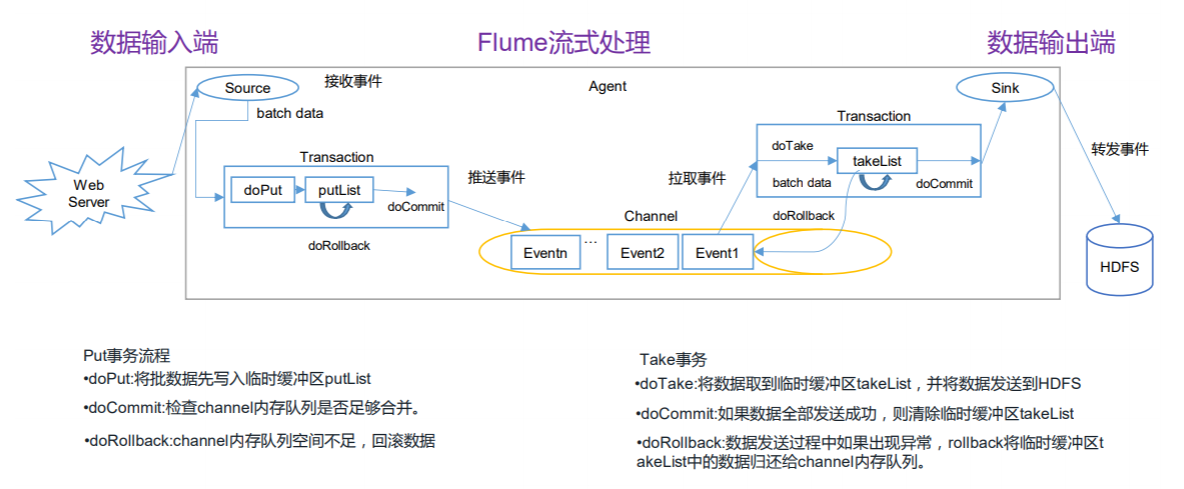 数据输入端
Flume流式处理
数据输出端
Source
接收事件
Agent
Sink
batch data
Transaction
doTake
takeList
batch data
doCommit
转发事件
Web
Server
Transaction
doPut
putList
doCommit
推送事件
拉取事件
doRollback
Channel
doRollback
Eventn
...
Event2
Event1
HDFS
Put事务流程
•doPut:将批数据先写入临时缓冲区putList
•doCommit:检查channel内存队列是否足够合并。
•doRollback:channel内存队列空间不足，回滚数据
Take事务
•doTake:将数据取到临时缓冲区takeList，并将数据发送到HDFS
•doCommit:如果数据全部发送成功，则清除临时缓冲区takeList
•doRollback:数据发送过程中如果出现异常，rollback将临时缓冲区t
akeList中的数据归还给channel内存队列。